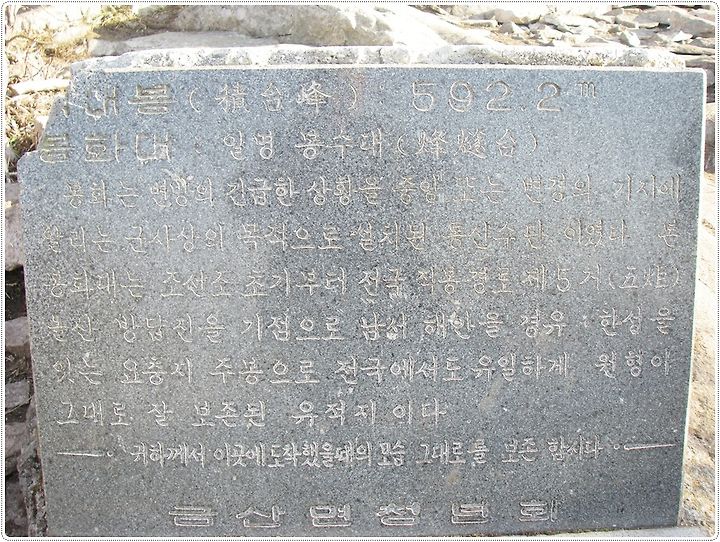 대봉(積台峰) 592.2m
봉화대 : 일명 봉수대(烽燧台)
봉화는 변방의 긴급한 상황을 중앙 또는 변경의 기지에
알리는 군사상의 목적으로 설치된 통신수단 이였다 본
봉화대는 조선조 초기부터 전국 직봉경로 제5거(五炬)
돌산 방답진을 기점으로 남서 해안을 경유 한성을
잇는 요충지 주봉으로 전국에서도 유일하게 원형이
그대로 잘 보존된 유적지 이다
귀하께서 이곳에 도착했을때의 모습 그대로를 보존 합시다
금산면청년회